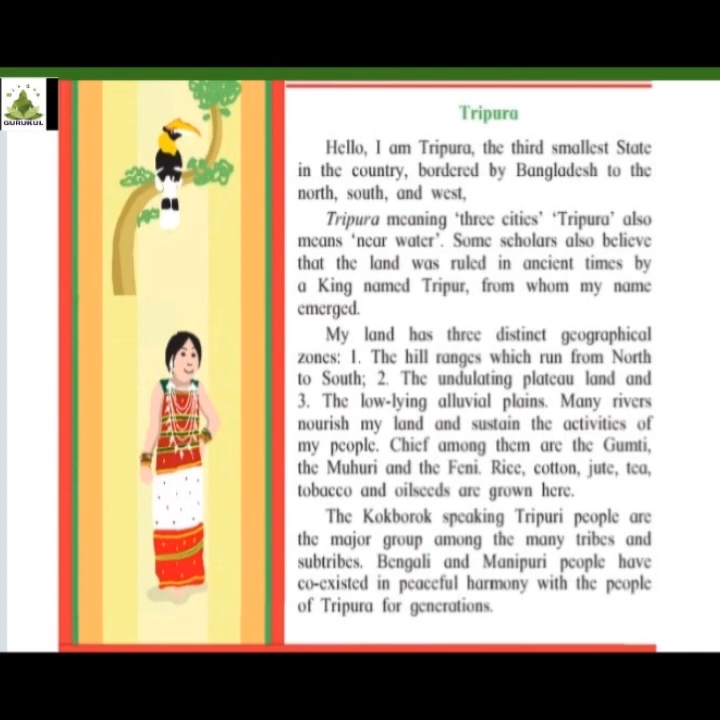 GURUKUL
Tripura
Hello, I am Tripura, the third smallest State
in the country, bordered by Bangladesh to the
north, south, and west,
Tripura meaning ‘three cities’ ‘Tripura’ also
means ‘near water’. Some scholars also believe
that the land was ruled in ancient times by
a King named Tripur, from whom my name
emerged.
My land has three distinct geographical
zones: 1. The hill ranges which run from North
to South; 2. The undulating plateau land and
3. The low-lying alluvial plains. Many rivers
nourish my land and sustain the activities of
my people. Chief among them are the Gumti,
the Muhuri and the Feni. Rice, cotton, jute, tea,
tobacco and oilseeds are grown here.
The Kokborok speaking Tripuri people are
the major group among the many tribes and
subtribes. Bengali and Manipuri people have
co-existed in peaceful harmony with the people
of Tripura for generations.